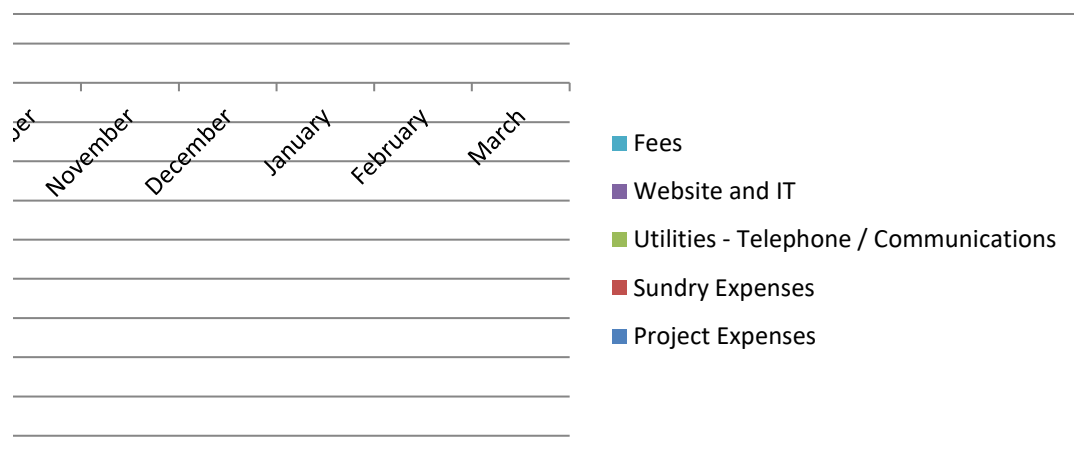 November
December
January
February
March
Fees
Website and IT
Utilities - Telephone / Communications
Sundry Expenses
Project Expenses